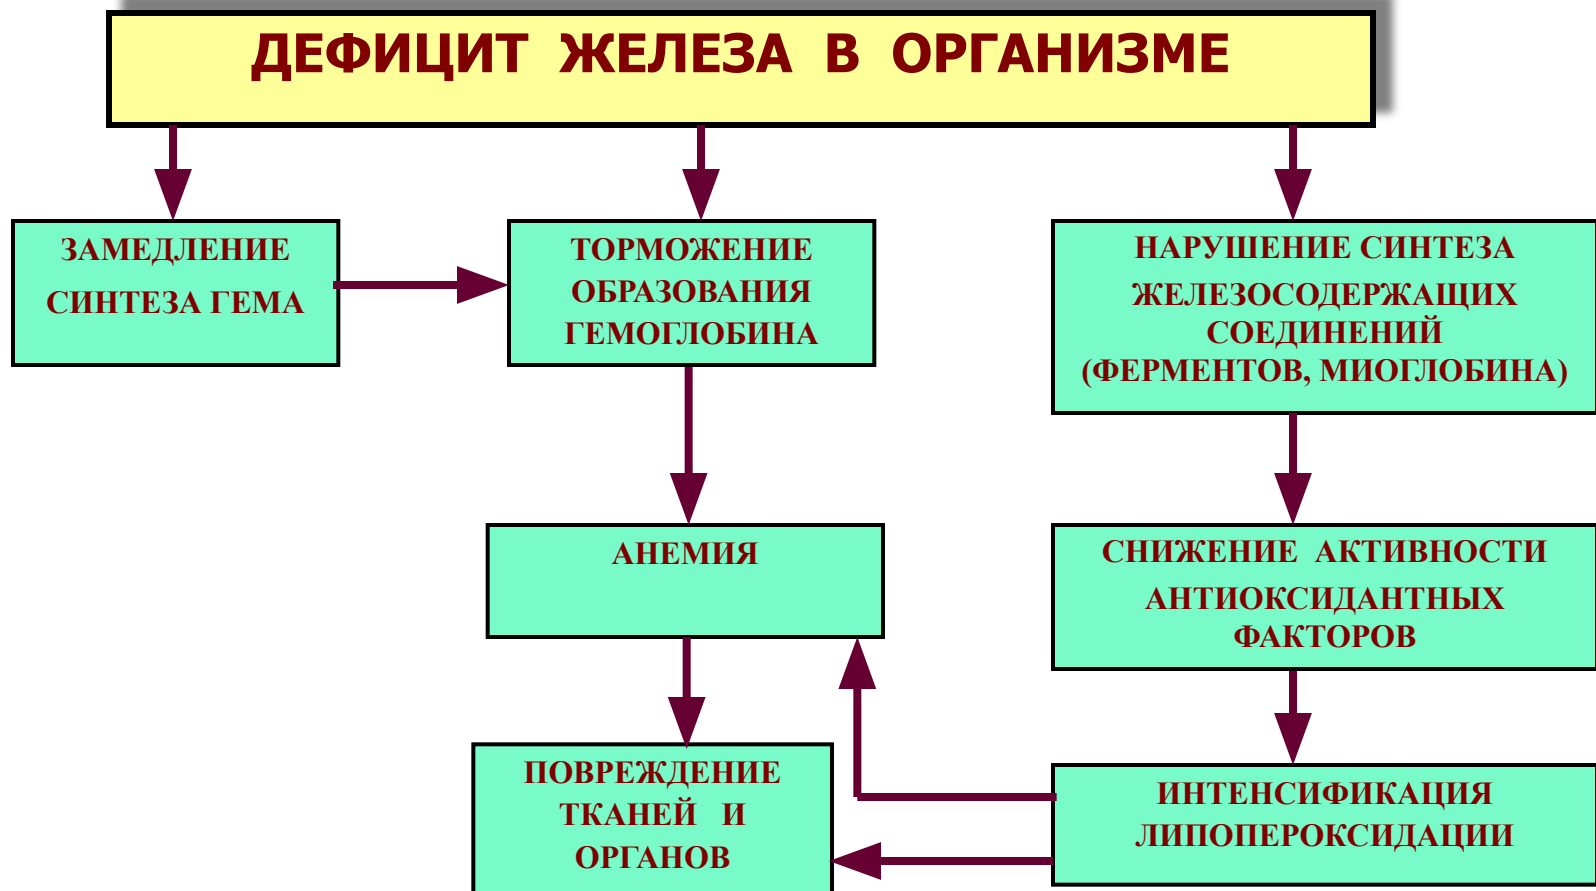 ДЕФИЦИТ ЖЕЛЕЗА В ОРГАНИЗМЕ
ЗАМЕДЛЕНИЕ
СИНТЕЗА ГЕМА
ТОРМОЖЕНИЕ
ОБРАЗОВАНИЯ
ГЕМОГЛОБИНА
НАРУШЕНИЕ СИНТЕЗА
ЖЕЛЕЗОСОДЕРЖАЩИХ
СОЕДИНЕНИЙ
(ФЕРМЕНТОВ, МИОГЛОБИНА)
АНЕМИЯ
СНИЖЕНИЕ АКТИВНОСТИ
АНТИОКСИДАНТНЫХ
ФАКТОРОВ
ПОВРЕЖДЕНИЕ
ТКАНЕЙ И
ОРГАНОВ
ИНТЕНСИФИКАЦИЯ
ЛИПОПЕРОКСИДАЦИИ